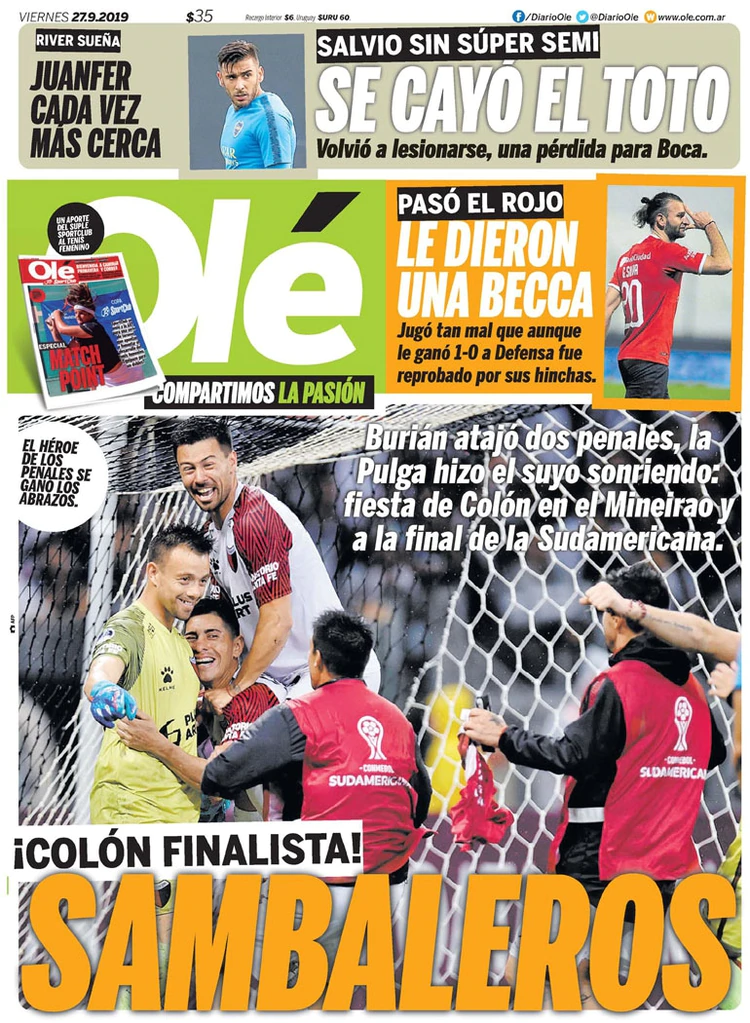 VIERNES 27.9.2019
$35
Recargo Interior $6. Uruguay $URU 60.
/DiarioOle
@DiarioOle
www.ole.com.ar
RIVER SUEÑA
JUANFER
CADA VEZ
MÁS CERCA
SALVIO SIN SÚPER SEMI
SE CAYÓ EL TOTO
Volvió a lesionarse, una pérdida para Boca.
UN APORTE
DEL SUPLE
SPORTCLUB
AL TENIS
FEMENINO
Olé
SportClub
ESPECIAL
MATCH
POINT
Olé
COMPARTIMOS LA PASIÓN
PASÓ EL ROJO
LE DIERON
UNA BECCA
Jugó tan mal que aunque
le ganó 1-0 a Defensa fue
reprobado por sus hinchas.
EL HÉROE
DE LOS
PENALES SE
GANÓ LOS
ABRAZOS.
Burián atajó dos penales, la
Pulga hizo el suyo sonriendo:
fiesta de Colón en el Mineirao y
a la final de la Sudamericana.
KELME
CONMEBOL
SUDAMERICANA
CONMEBOL
¡COLÓN FINALISTA!
SAMBALEROS